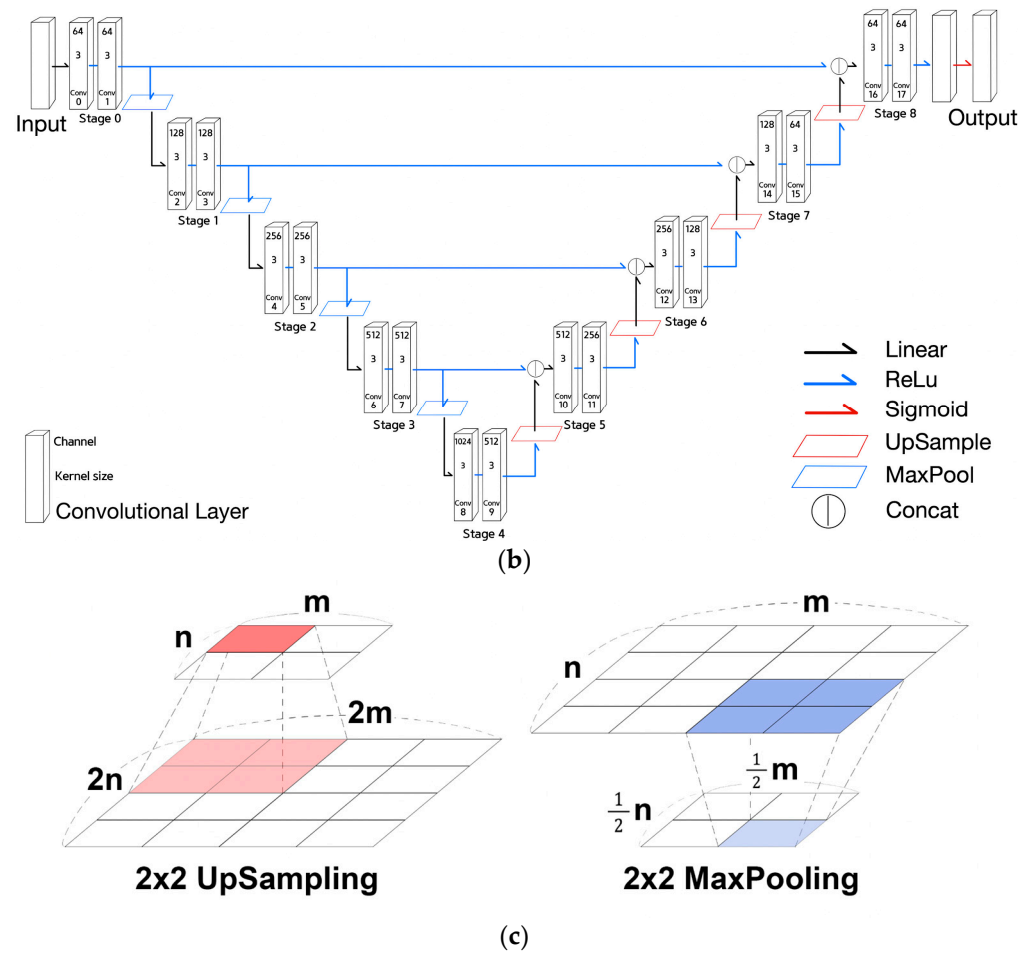 Input
64
3
Conv
0
64
3
Conv
1
Stage 0
128
3
Conv
2
128
3
Conv
3
Stage 1
256
3
Conv
4
256
3
Conv
5
Stage 2
512
3
Conv
6
512
3
Conv
7
Stage 3
1024
3
Conv
8
512
3
Conv
9
Stage 4
512
3
Conv
10
256
3
Conv
11
Stage 5
256
3
Conv
12
128
3
Conv
13
Stage 6
128
3
Conv
14
64
3
Conv
15
Stage 7
64
3
Conv
16
64
3
Conv
17
Stage 8
Output
Channel
Kernel size
Convolutional Layer
Linear
ReLu
Sigmoid
UpSample
MaxPool
Concat
(b)
m
n
2m
2n
2x2 UpSampling
m
n
1/2 m
1/2 n
2x2 MaxPooling
(c)